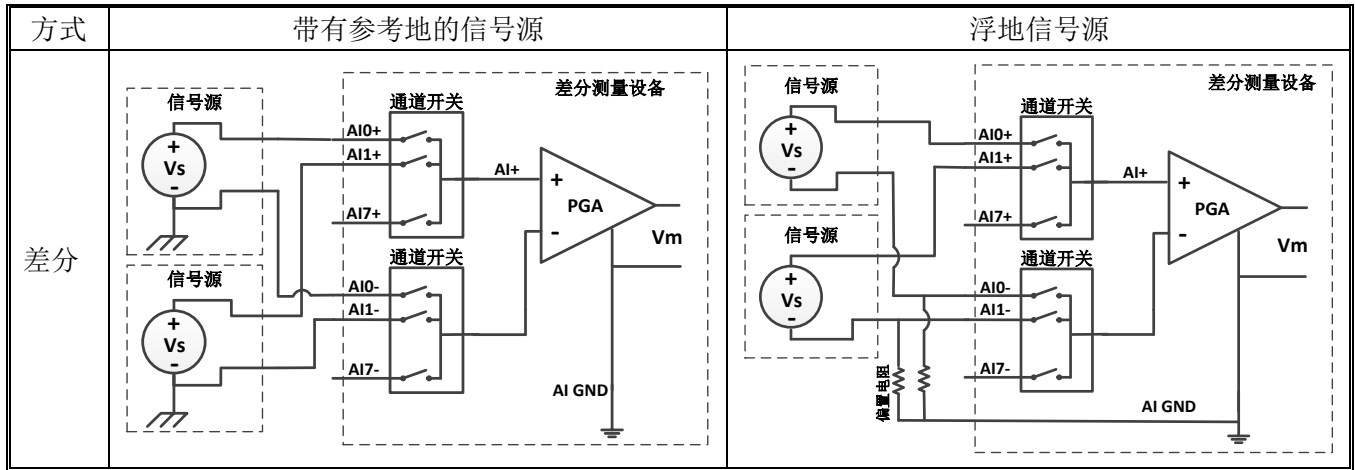 方式
带有参考地的信号源
浮地信号源
差分
信号源
+
Vs
-
信号源
+
Vs
-
差分测量设备
通道开关
AI0+
AI1+
AI7+
AI+
+
PGA
-
Vm
通道开关
AI0-
AI1-
AI7-
AI GND
信号源
+
Vs
-
信号源
+
Vs
-
差分测量设备
通道开关
AI0+
AI1+
AI7+
AI+
+
PGA
-
Vm
通道开关
AI0-
AI1-
AI7-
偏置电阻
AI GND